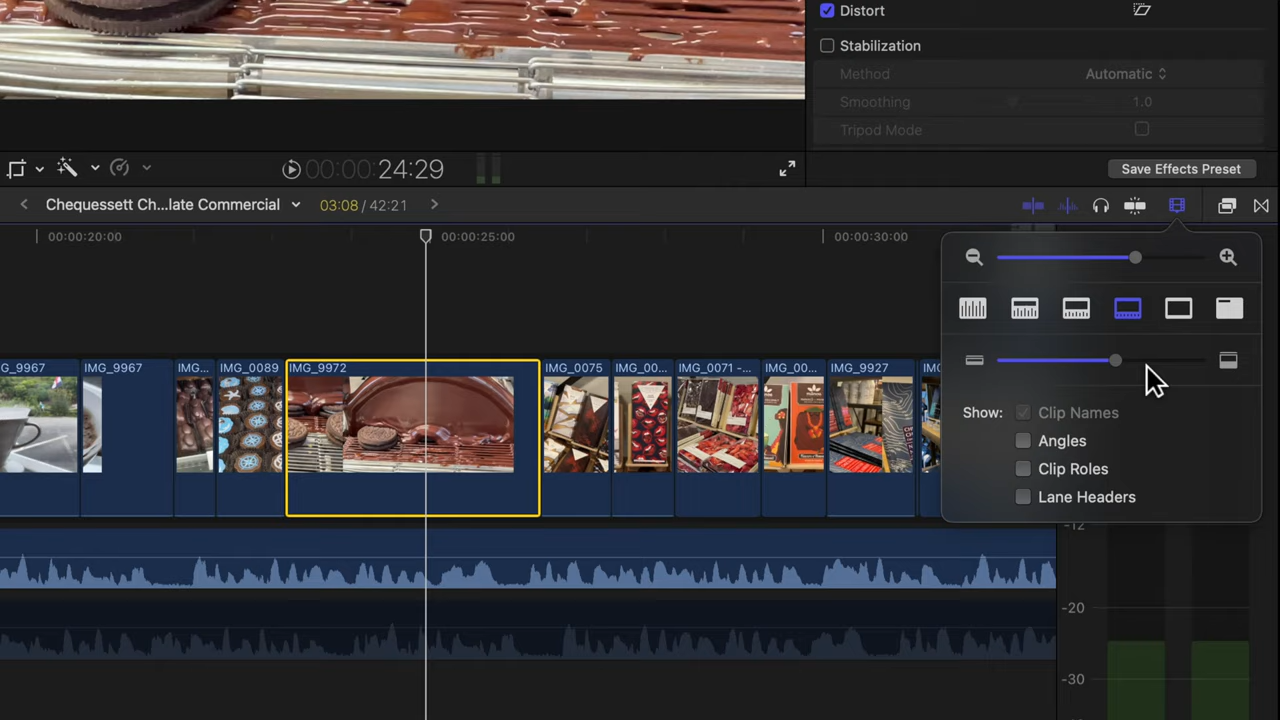 Distort
Stabilization
Method Automatic
Smoothing 1.0
Tripod Mode
00:00:00:24:29
Save Effects Preset
Chequessett Ch...late Commercial 03:08 / 42:21
00:00:20:00 00:00:25:00 00:00:30:00
G_9967 IMG_9967 IMG... IMG_0089 IMG_9972 IMG_0075 IMG_00... IMG_0071 -... IMG_00... IMG_9927
Show: Clip Names
Angles
Clip Roles
Lane Headers
-12
-20
-30